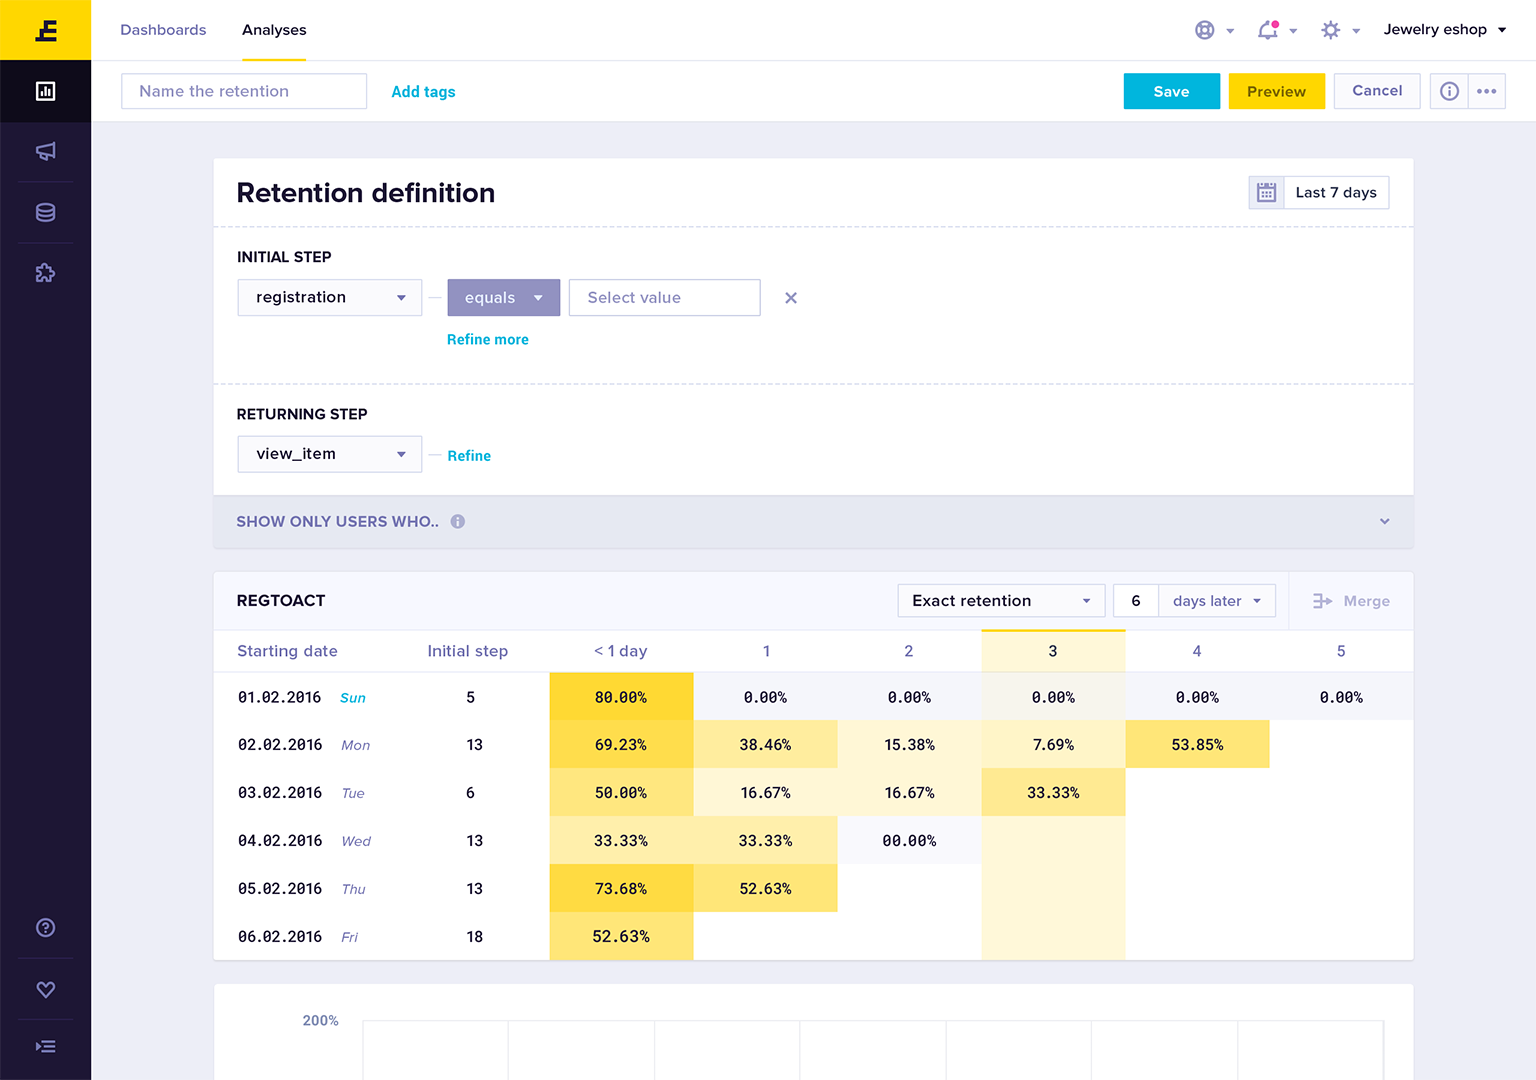 Dashboards Analyses Jewelry eshop
Name the retention Add tags Save Preview Cancel
Retention definition Last 7 days
INITIAL STEP
registration equals Select value
Refine more
RETURNING STEP
view_item Refine
SHOW ONLY USERS WHO..
REGTOACT Exact retention 6 days later Merge
Starting date Initial step < 1 day 1 2 3 4 5
01.02.2016 Sun 5 80.00% 0.00% 0.00% 0.00% 0.00% 0.00%
02.02.2016 Mon 13 69.23% 38.46% 15.38% 7.69% 53.85%
03.02.2016 Tue 6 50.00% 16.67% 16.67% 33.33%
04.02.2016 Wed 13 33.33% 33.33% 00.00%
05.02.2016 Thu 13 73.68% 52.63%
06.02.2016 Fri 18 52.63%
200%